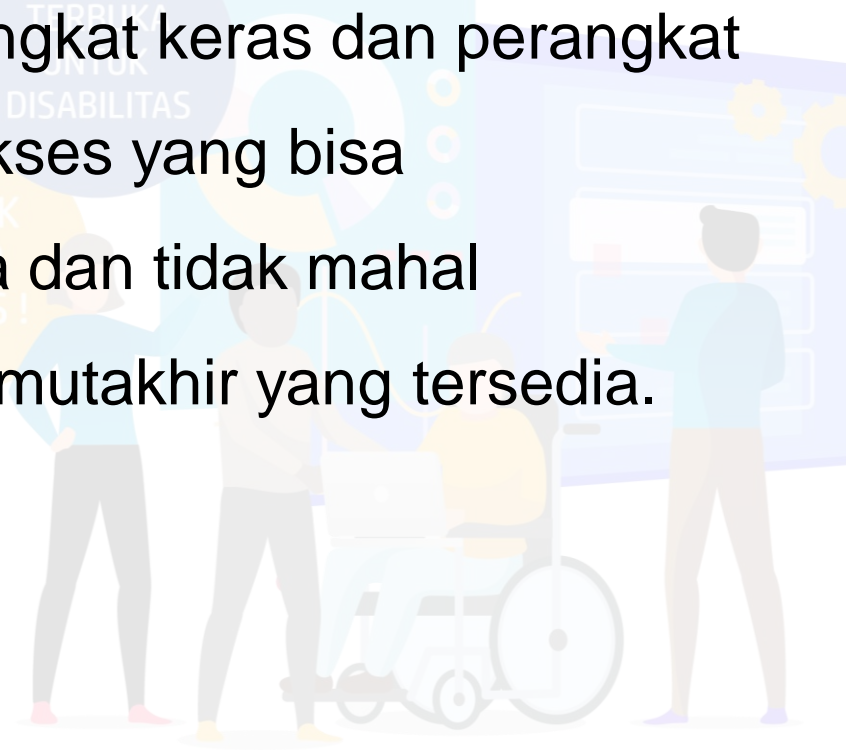 TERBUKA
ngkat keras dan perangkat
UNTUK
DISABILITAS
kses yang bisa
K
a dan tidak mahal
S !
mutakhir yang tersedia.